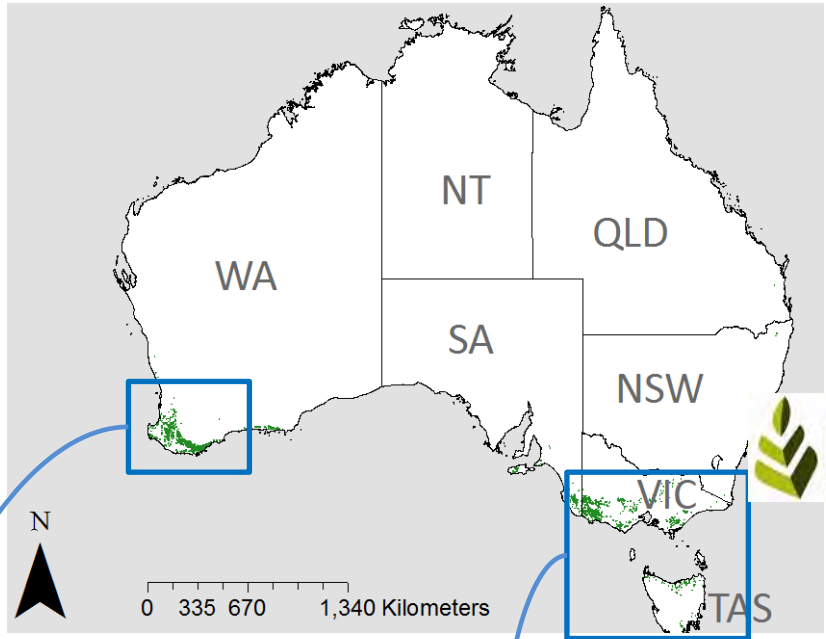 NT
QLD
WA
SA
NSW
VIC
N
0 335 670 1,340 Kilometers
TAS